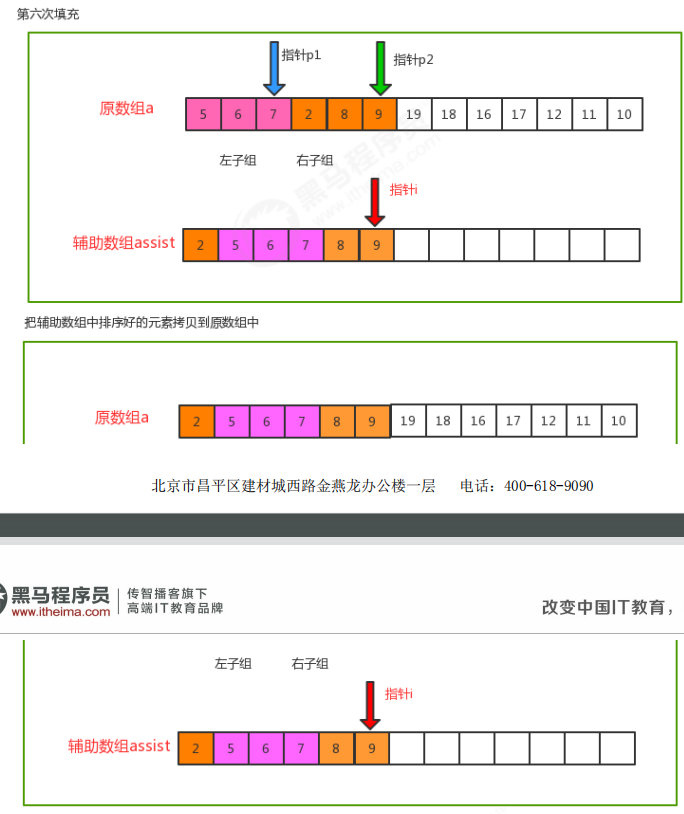 第六次填充
指针p1
指针p2
原数组a
5 6 7 2 8 9 19 18 16 17 12 11 10
左子组 右子组
指针i
辅助数组assist
2 5 6 7 8 9
把辅助数组中排序好的元素拷贝到原数组中
原数组a
2 5 6 7 8 9 19 18 16 17 12 11 10
北京市昌平区建材城西路金燕龙办公楼一层 电话：400-618-9090
黑马程序员
www.itheima.com
传智播客旗下
高端IT教育品牌
改变中国IT教育，
左子组 右子组
指针i
辅助数组assist
2 5 6 7 8 9
黑马程序员
www.itheima.com